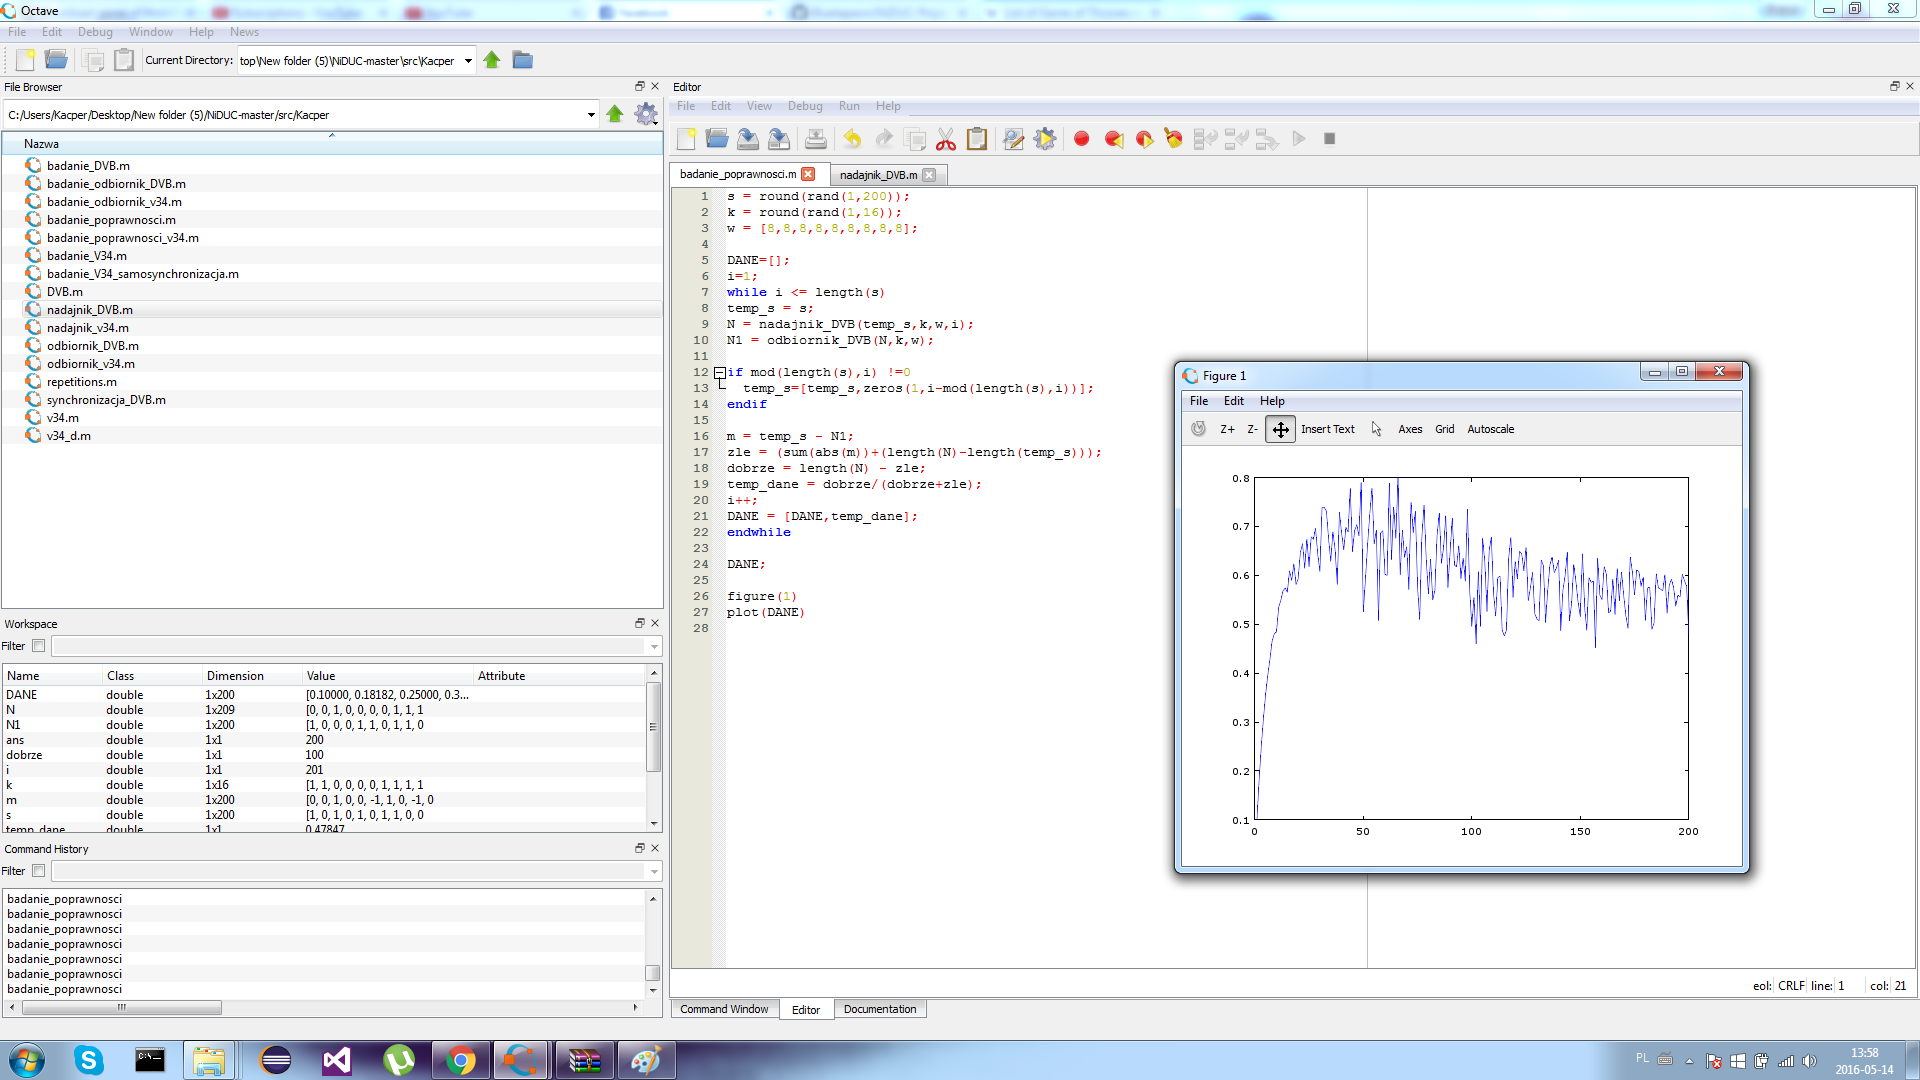 Octave
File Edit Debug Window Help News
Current Directory: top\New folder (5)\NiDUC-master\src\Kacper
File Browser
C:/Users/Kacper/Desktop/New folder (5)/NiDUC-master/src/Kacper
Nazwa
badanie_DVB.m
badanie_odbiornik_DVB.m
badanie_odbiornik_v34.m
badanie_poprawnosci.m
badanie_poprawnosci_v34.m
badanie_V34.m
badanie_V34_samosynchronizacja.m
DVB.m
nadajnik_DVB.m
nadajnik_v34.m
odbiornik_DVB.m
odbiornik_v34.m
repetitions.m
synchronizacja_DVB.m
v34.m
v34_d.m
Workspace
Filter
Name Class Dimension Value Attribute
DANE double 1x200 [0.10000, 0.18182, 0.25000, 0.3...
N double 1x209 [0, 0, 1, 0, 0, 0, 0, 1, 1, 1
N1 double 1x200 [1, 0, 0, 0, 1, 1, 0, 1, 1, 0
ans double 1x1 200
dobrze double 1x1 100
i double 1x1 201
k double 1x16 [1, 1, 0, 0, 0, 0, 1, 1, 1, 1
m double 1x200 [0, 0, 1, 0, 0, -1, 1, 0, -1, 0
s double 1x200 [1, 0, 1, 0, 1, 0, 1, 1, 0, 0
temp_dane double 1x1 0.47847
Command History
Filter
badanie_poprawnosci
badanie_poprawnosci
badanie_poprawnosci
badanie_poprawnosci
badanie_poprawnosci
badanie_poprawnosci
badanie_poprawnosci
Editor
File Edit View Debug Run Help
badanie_poprawnosci.m nadajnik_DVB.m
1 s = round(rand(1,200));
2 k = round(rand(1,16));
3 w = [8,8,8,8,8,8,8,8,8];
4
5 DANE=[];
6 i=1;
7 while i <= length(s)
8 temp_s = s;
9 N = nadajnik_DVB(temp_s,k,w,i);
10 N1 = odbiornik_DVB(N,k,w);
11
12 if mod(length(s),i) !=0
13 temp_s=[temp_s,zeros(1,i-mod(length(s),i))];
14 endif
15
16 m = temp_s - N1;
17 zle = (sum(abs(m))+(length(N)-length(temp_s)));
18 dobrze = length(N) - zle;
19 temp_dane = dobrze/(dobrze+zle);
20 i++;
21 DANE = [DANE,temp_dane];
22 endwhile
23
24 DANE;
25
26 figure(1)
27 plot(DANE)
28
eol: CRLF line: 1 col: 21
Command Window Editor Documentation
Figure 1
File Edit Help
Z+ Z- Insert Text Axes Grid Autoscale
0.8
0.7
0.6
0.5
0.4
0.3
0.2
0.1
0 50 100 150 200
PL
13:58
2016-05-14